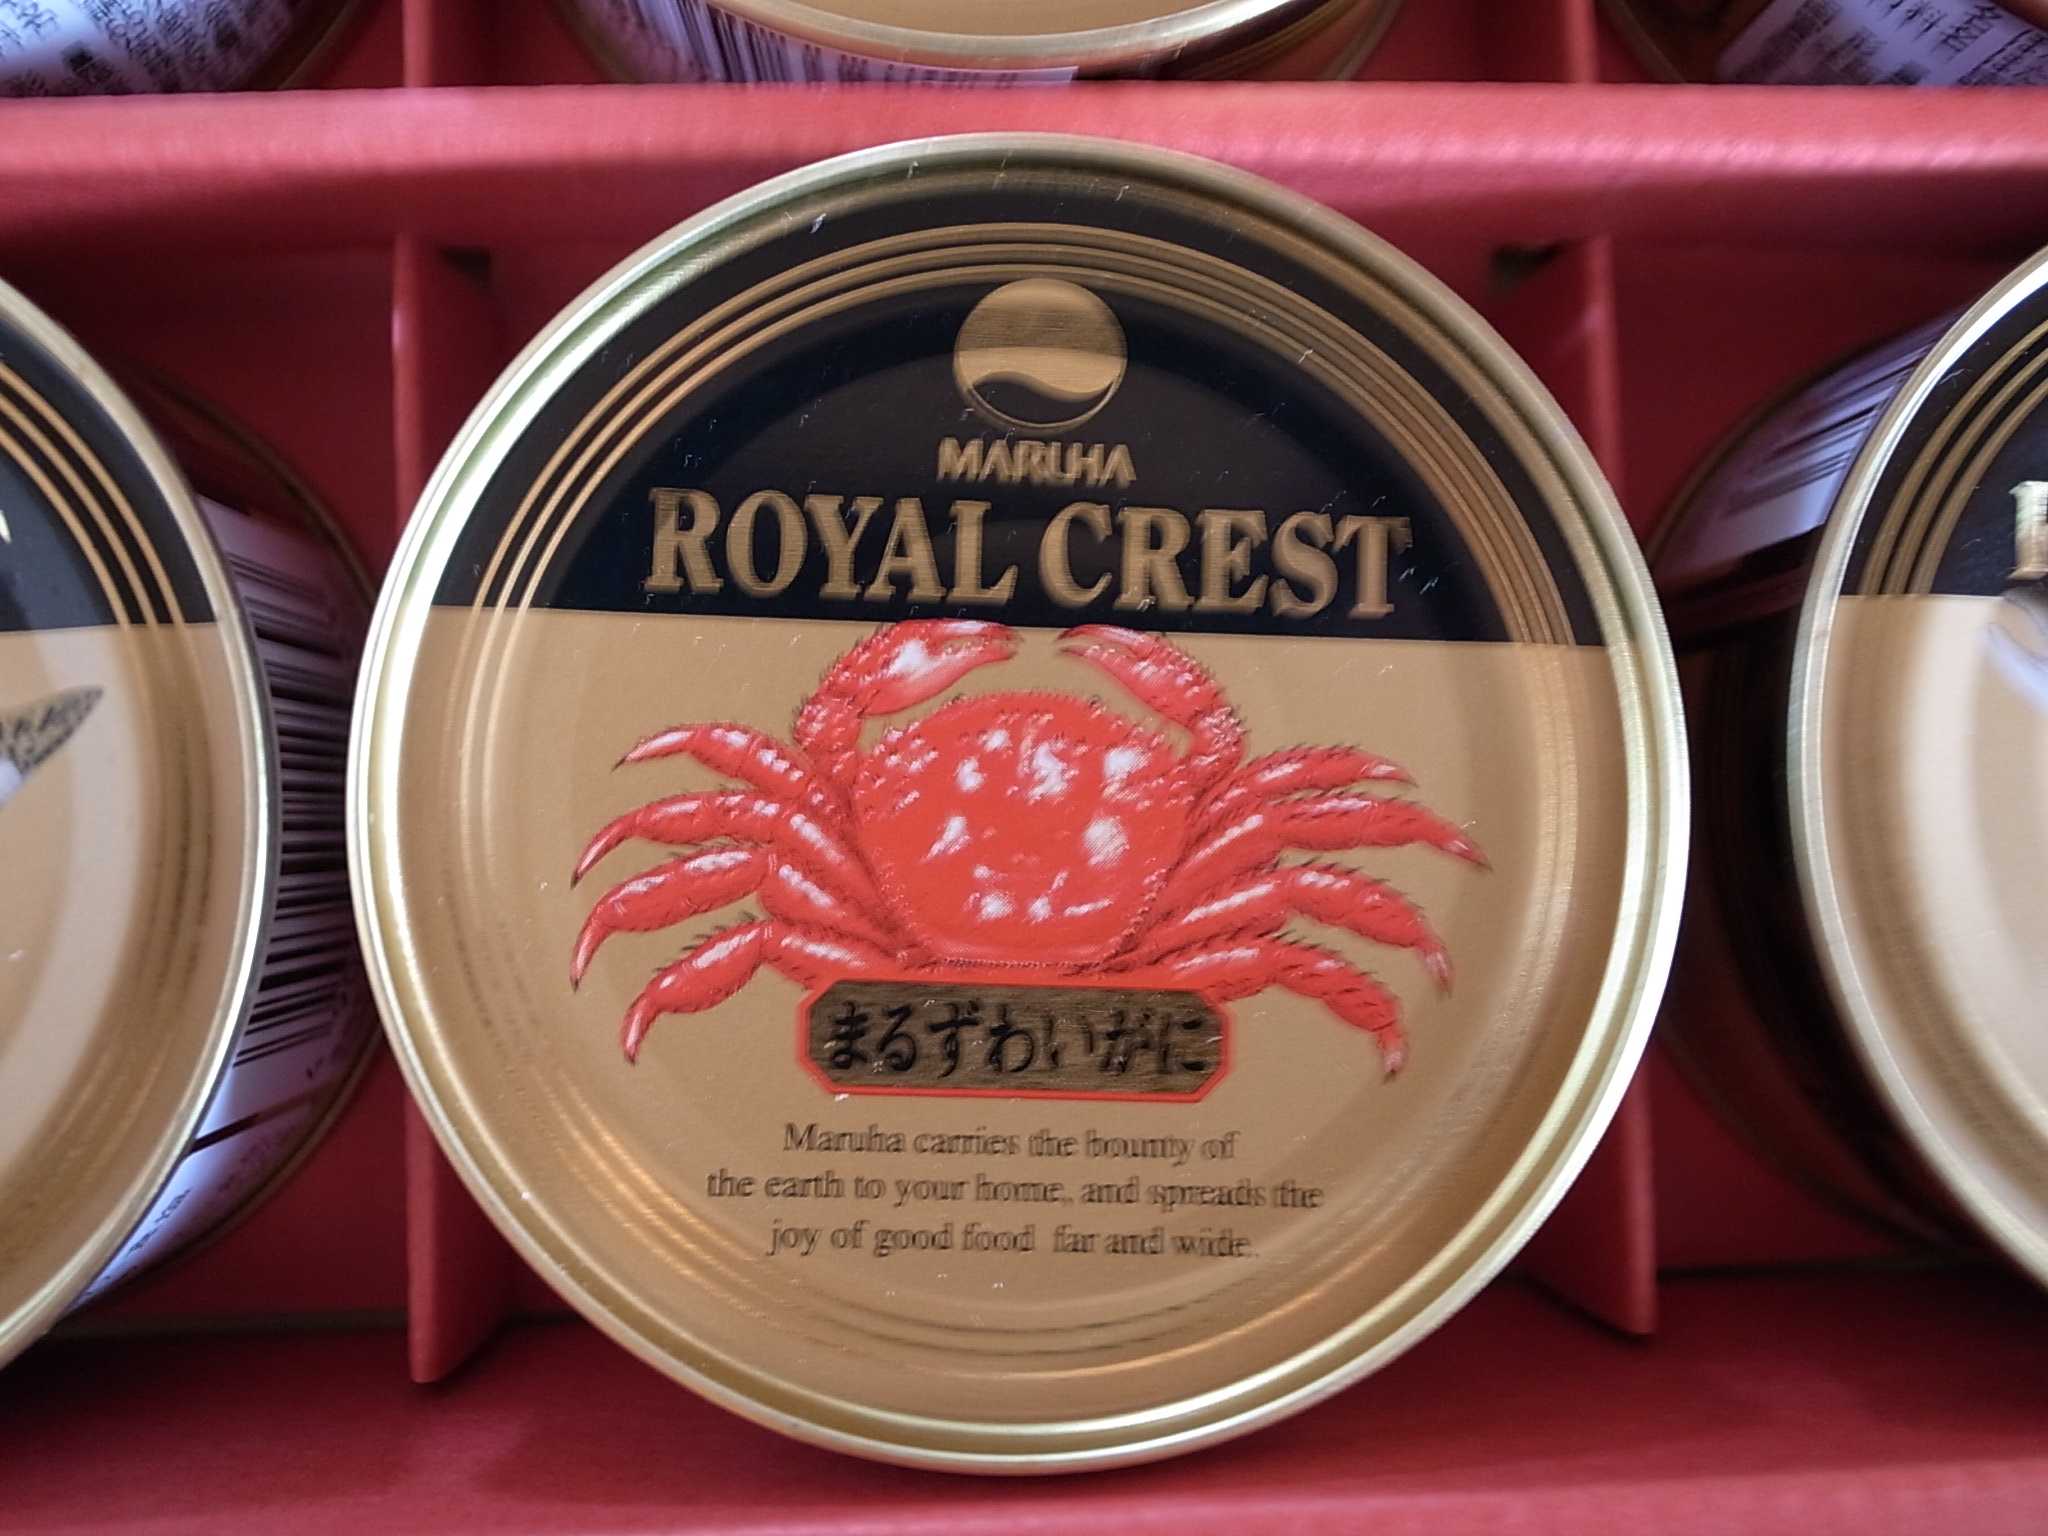 MARUHA
ROYAL CREST
まるずわいがに
Maruha carries the bounty of
the earth to your home, and spreads the
joy of good food far and wide.